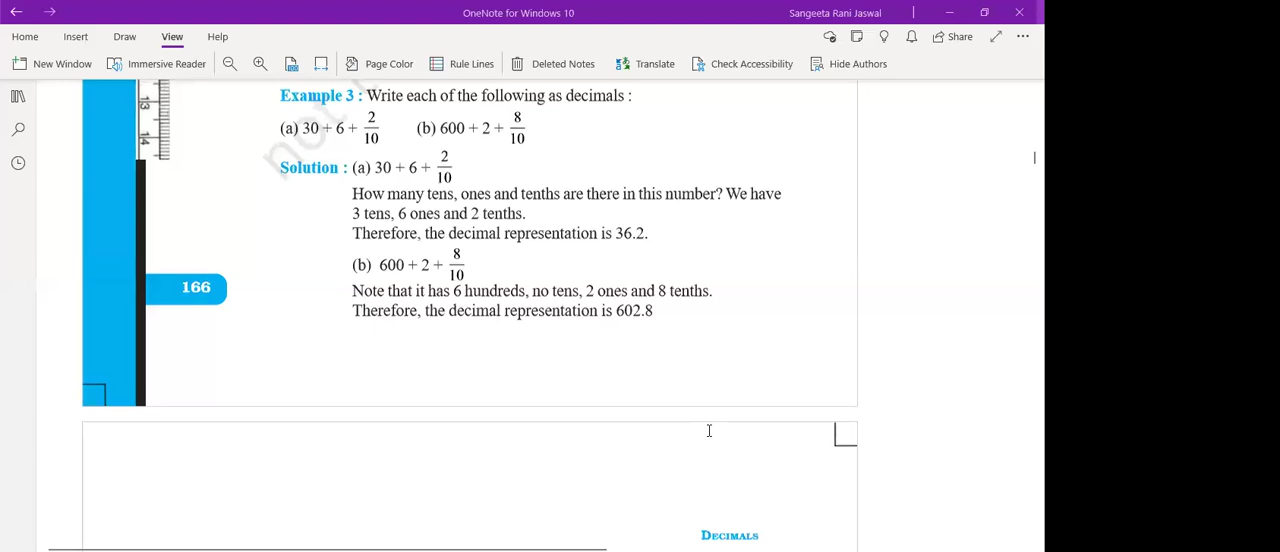 OneNote for Windows 10
Sangeeta Rani Jaswal
Home Insert Draw View Help
Share
New Window Immersive Reader Page Color Rule Lines Deleted Notes Translate Check Accessibility Hide Authors
13
14
not
Example 3 : Write each of the following as decimals :
(a) 30 + 6 + 2/10 (b) 600 + 2 + 8/10
Solution : (a) 30 + 6 + 2/10
How many tens, ones and tenths are there in this number? We have
3 tens, 6 ones and 2 tenths.
Therefore, the decimal representation is 36.2.
(b) 600 + 2 + 8/10
166
Note that it has 6 hundreds, no tens, 2 ones and 8 tenths.
Therefore, the decimal representation is 602.8
DECIMALS